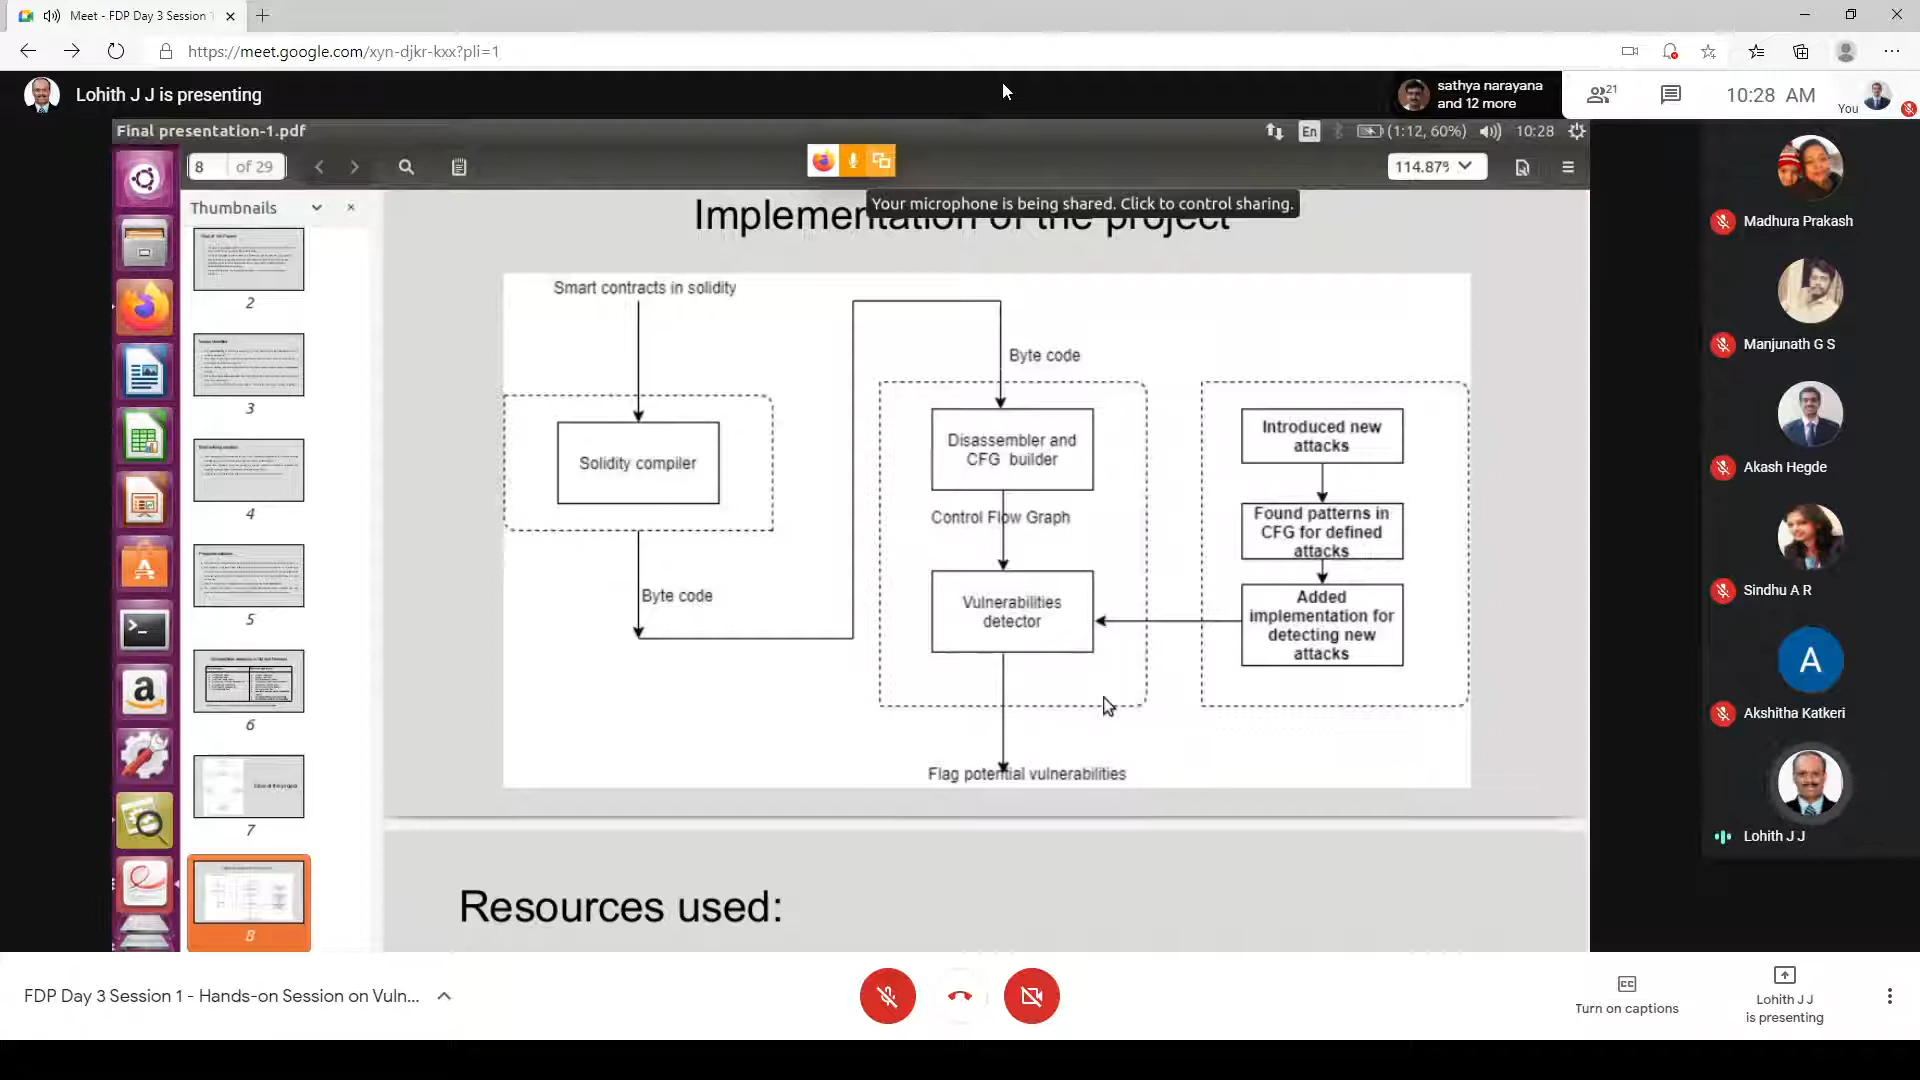 Meet - FDP Day 3 Session
https://meet.google.com/xyn-djkr-kxx?pli=1
Lohith J J is presenting
sathya narayana
and 12 more
21
10:28 AM
You
Final presentation-1.pdf
En
(1:12, 60%)
10:28
8 of 29
114.87%
Your microphone is being shared. Click to control sharing.
Thumbnails
2
3
4
5
6
7
8
Implementation of the project
Smart contracts in solidity
Solidity compiler
Byte code
Byte code
Disassembler and
CFG builder
Control Flow Graph
Vulnerabilities
detector
Flag potential vulnerabilities
Introduced new
attacks
Found patterns in
CFG for defined
attacks
Added
implementation for
detecting new
attacks
Resources used:
Madhura Prakash
Manjunath G S
Akash Hegde
Sindhu A R
A
Akshitha Katkeri
Lohith J J
FDP Day 3 Session 1 - Hands-on Session on Vuln...
Turn on captions
Lohith J J
is presenting